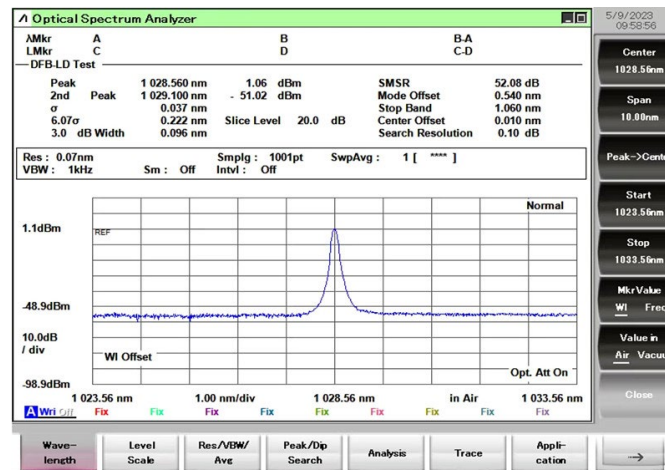 Optical Spectrum Analyzer
5/9/2023
09:58:56
λMkr A B B-A
LMkr C D C-D
DFB-LD Test
Peak 1 028.560 nm 1.06 dBm SMSR 52.08 dB
2nd Peak 1 029.100 nm - 51.02 dBm Mode Offset 0.540 nm
σ 0.037 nm Stop Band 1.060 nm
6.07σ 0.222 nm Slice Level 20.0 dB Center Offset 0.010 nm
3.0 dB Width 0.096 nm Search Resolution 0.10 dB
Res : 0.07nm Smplg : 1001pt SwpAvg : 1 [ **** ]
VBW : 1kHz Sm : Off Intvl : Off
Normal
1.1dBm
REF
-48.9dBm
10.0dB
/ div
Wl Offset
Opt. Att On
-98.9dBm
1 023.56 nm 1.00 nm/div 1 028.56 nm in Air 1 033.56 nm
A Wri Off Fix Fix Fix Fix Fix Fix Fix Fix Fix
Center
1028.56nm
Span
10.00nm
Peak->Cente
Start
1023.56nm
Stop
1033.56nm
MkrValue
Wl Freq
Value in
Air Vacuu
Close
Wave-
length
Level
Scale
Res/VBW/
Avg
Peak/Dip
Search
Analysis
Trace
Appli-
cation